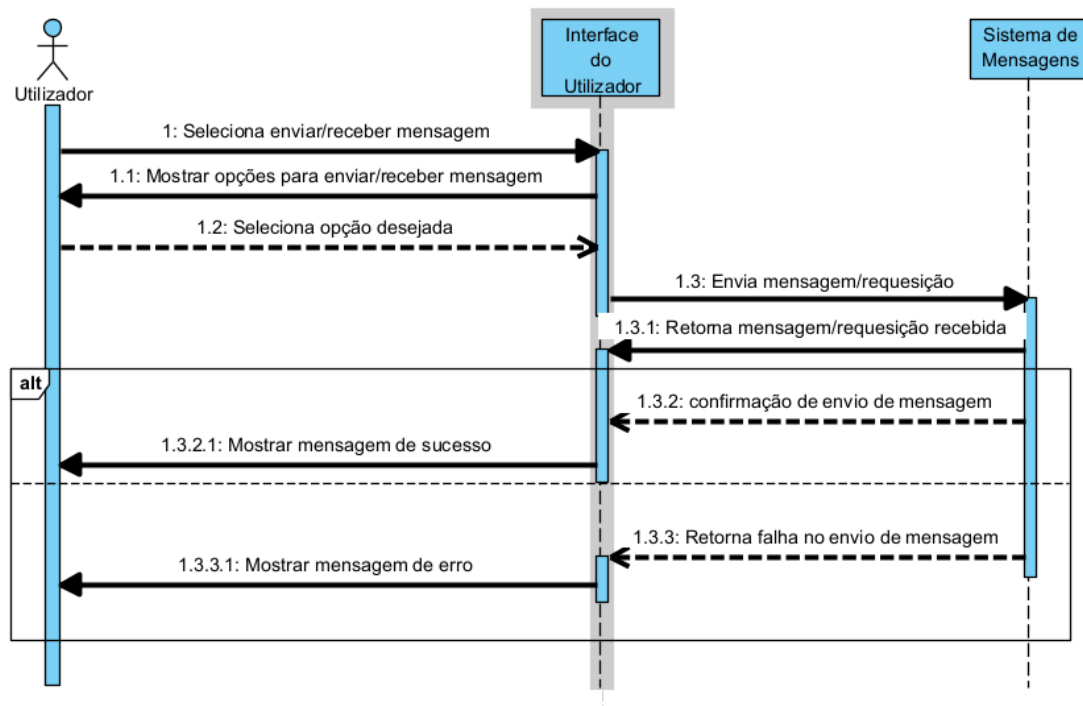 Utilizador
Interface
do
Utilizador
Sistema de
Mensagens
1: Seleciona enviar/receber mensagem
1.1: Mostrar opções para enviar/receber mensagem
1.2: Seleciona opção desejada
1.3: Envia mensagem/requesição
1.3.1: Retorna mensagem/requesição recebida
alt
1.3.2: confirmação de envio de mensagem
1.3.2.1: Mostrar mensagem de sucesso
1.3.3: Retorna falha no envio de mensagem
1.3.3.1: Mostrar mensagem de erro